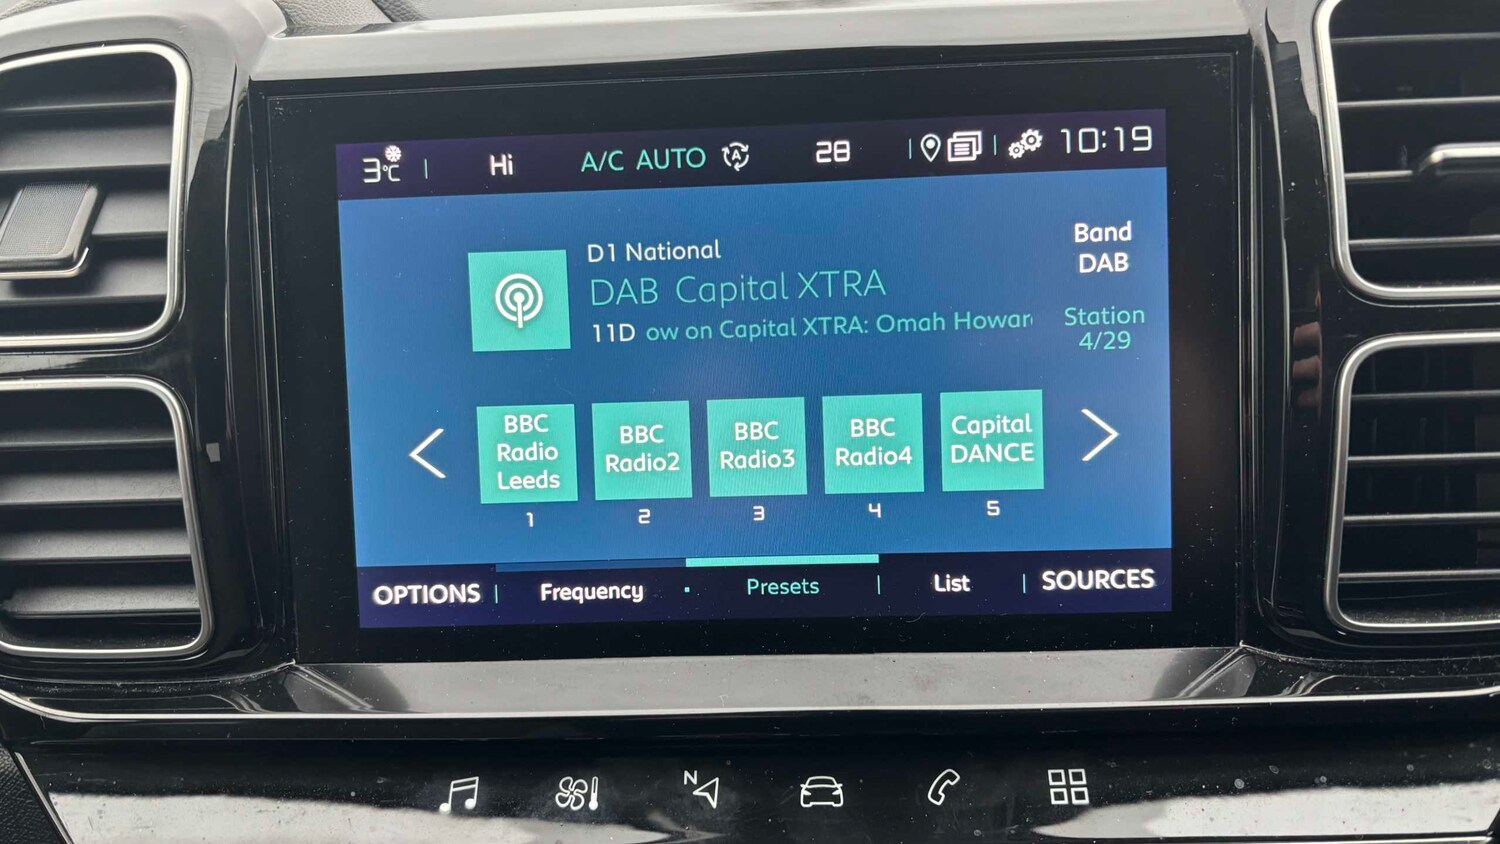 3°C | Hi A/C AUTO A 28 10:19
D1 National
DAB Capital XTRA
11D ow on Capital XTRA: Omah Howar
Band
DAB
Station
4/29
BBC
Radio
Leeds
1
BBC
Radio2
2
BBC
Radio3
3
BBC
Radio4
4
Capital
DANCE
5
OPTIONS | Frequency Presets | List | SOURCES
N